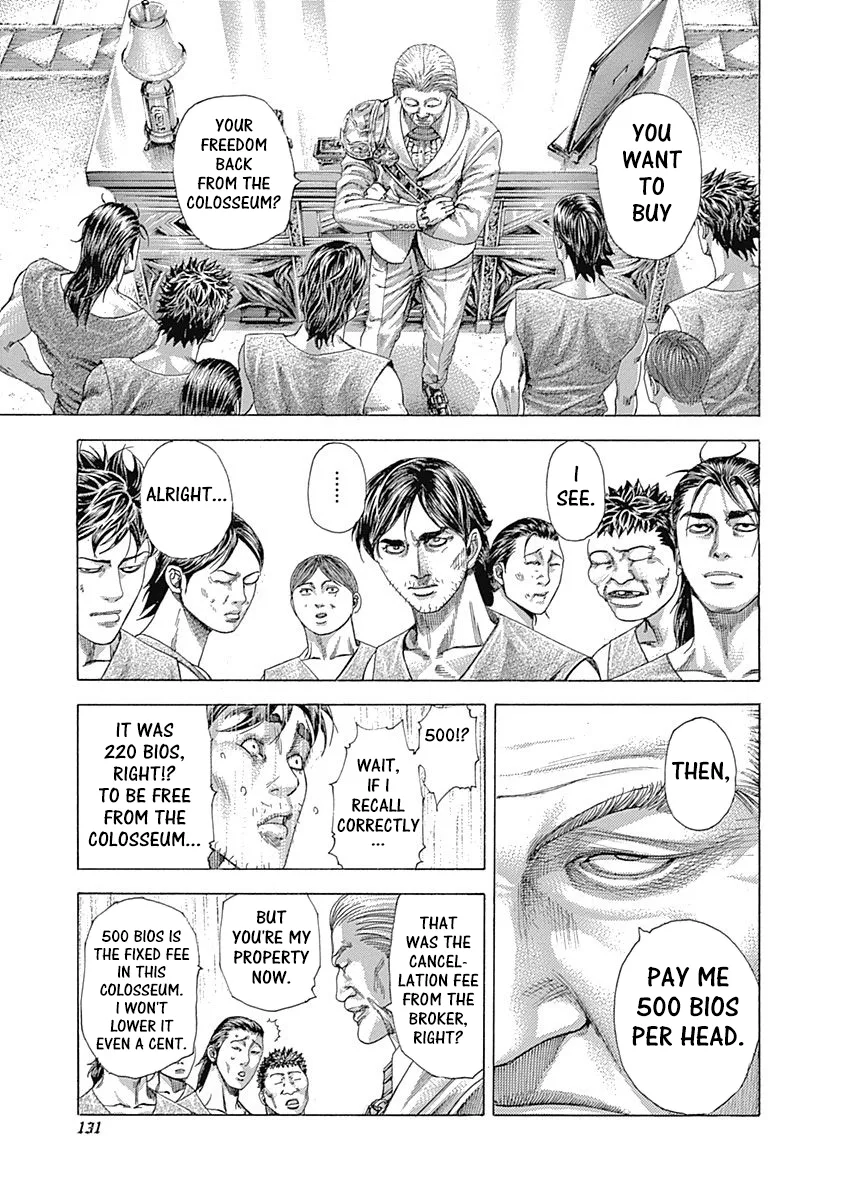 YOU
WANT
TO
BUY
YOUR
FREEDOM
BACK
FROM THE
COLOSSEUM?
I
SEE.
......
ALRIGHT...
THEN,
PAY ME
500 BIOS
PER HEAD.
500!?
WAIT,
IF I
RECALL
CORRECTLY
...
IT WAS
220 BIOS,
RIGHT!?
TO BE FREE
FROM THE
COLOSSEUM...
THAT
WAS THE
CANCEL-
LATION FEE
FROM THE
BROKER,
RIGHT?
BUT
YOU'RE MY
PROPERTY
NOW.
500 BIOS IS
THE FIXED FEE
IN THIS
COLOSSEUM.
I WON'T
LOWER IT
EVEN A CENT.
131